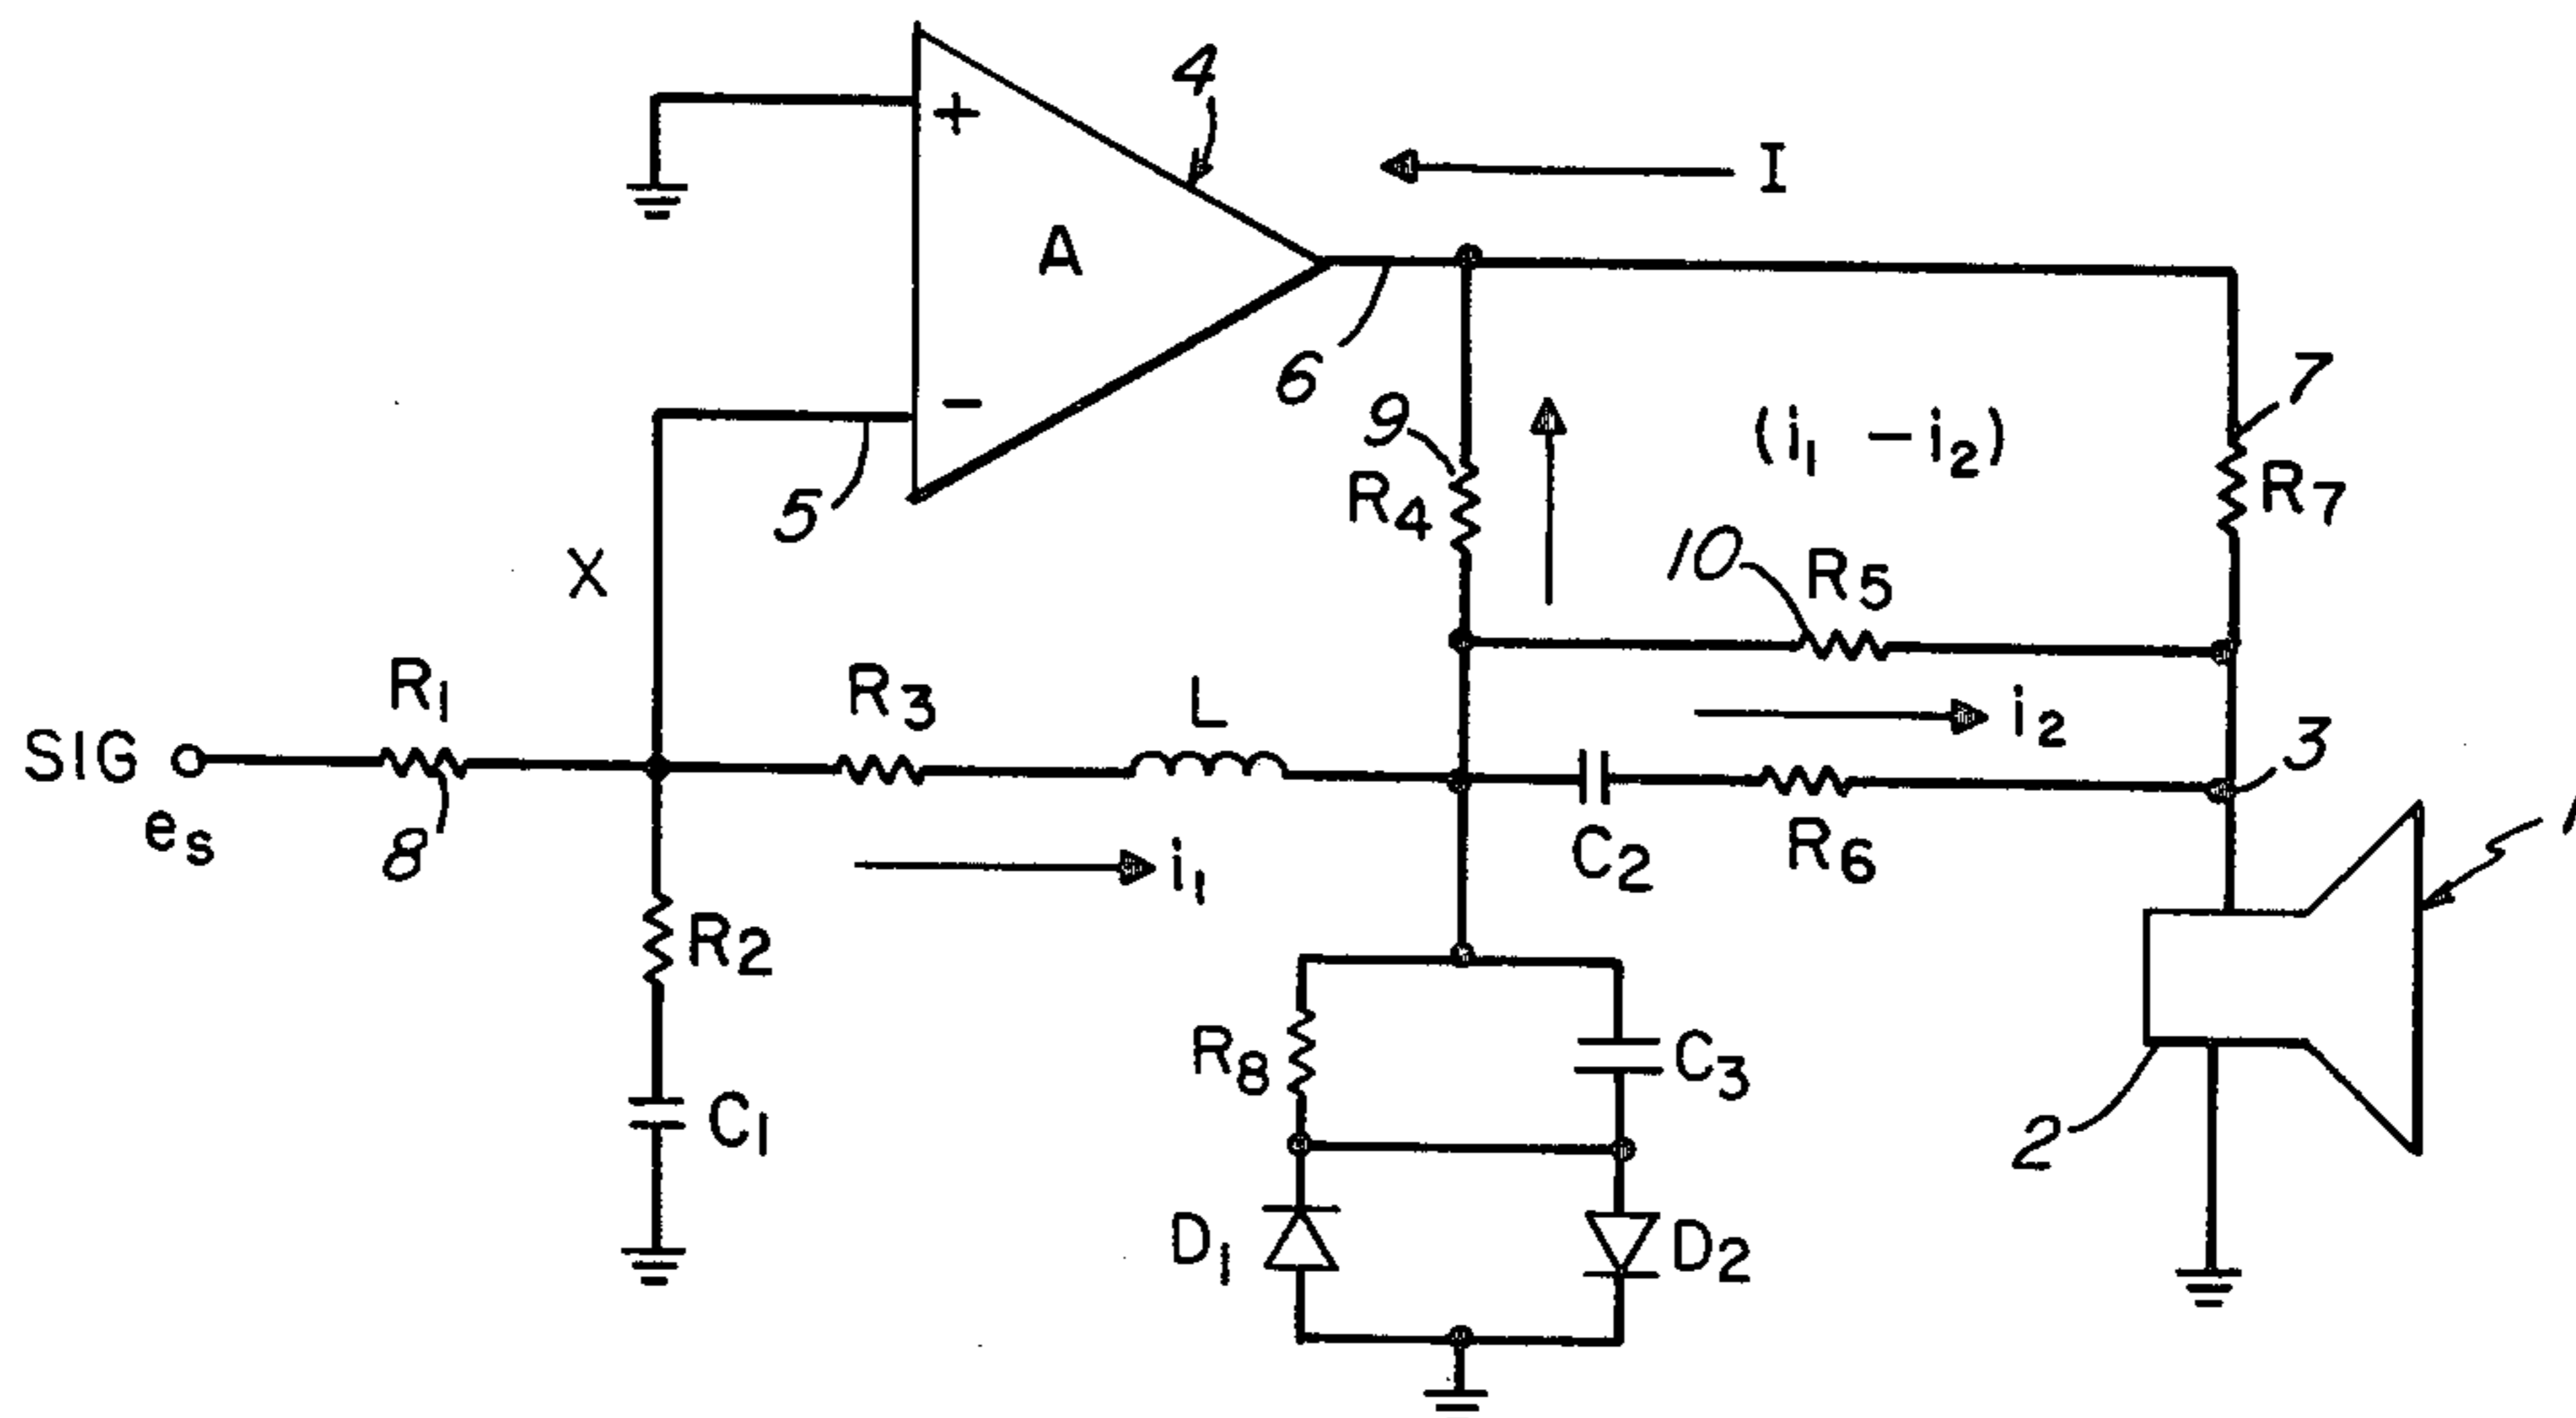 4
+
I
A
6
7
9
(i₁ - i₂)
R₄
R₇
-
5
10
R₅
X
R₁
R₃
L
i₂
3
SIG
eₛ
8
C₂
R₆
1
i₁
R₂
R₈
C₃
C₁
2
D₁
D₂